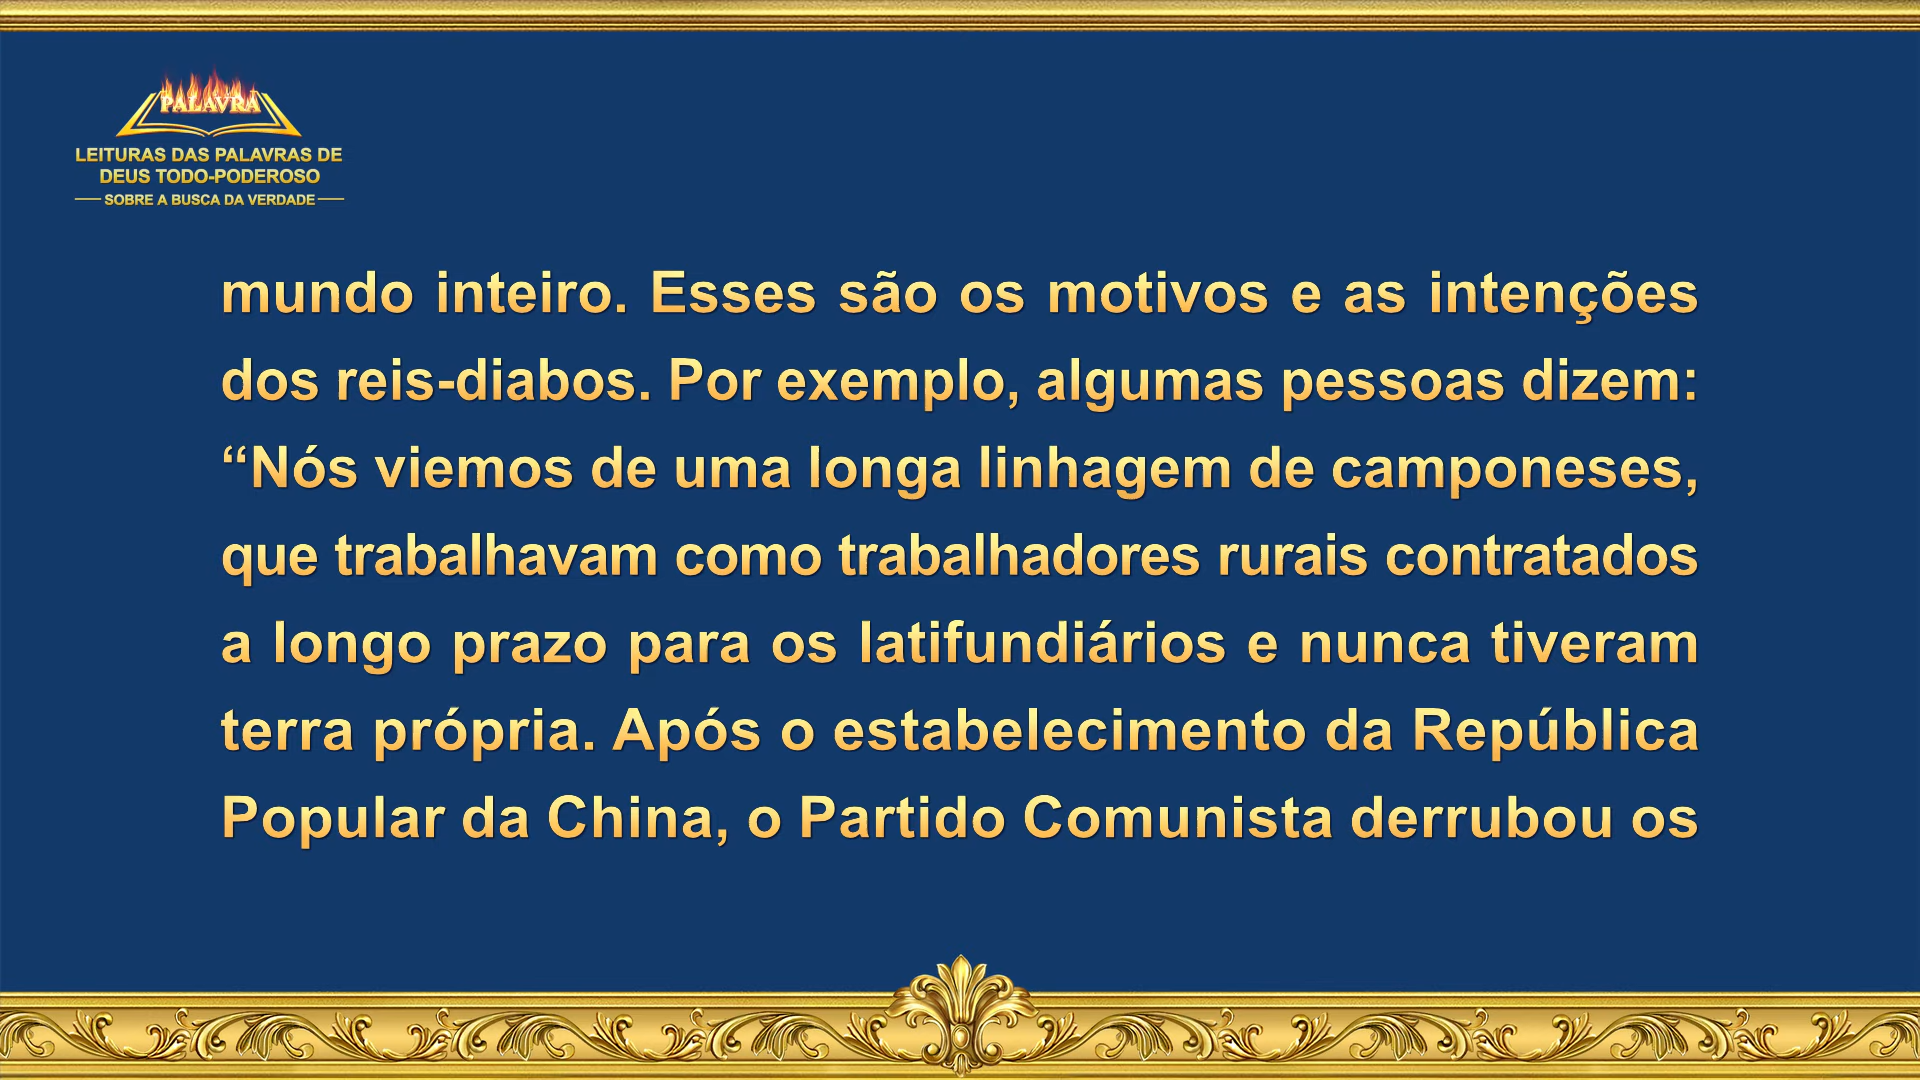 PALAVRA
LEITURAS DAS PALAVRAS DE
DEUS TODO-PODEROSO
SOBRE A BUSCA DA VERDADE
mundo inteiro. Esses são os motivos e as intenções
dos reis-diabos. Por exemplo, algumas pessoas dizem:
“Nós viemos de uma longa linhagem de camponeses,
que trabalhavam como trabalhadores rurais contratados
a longo prazo para os latifundiários e nunca tiveram
terra própria. Após o estabelecimento da República
Popular da China, o Partido Comunista derrubou os